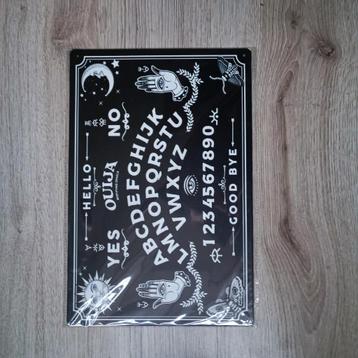 HELLO
YES OUIJA NO
ABCDEFGHIJK
LMNOPQRSTU
VWXYZ
1234567890
GOOD BYE